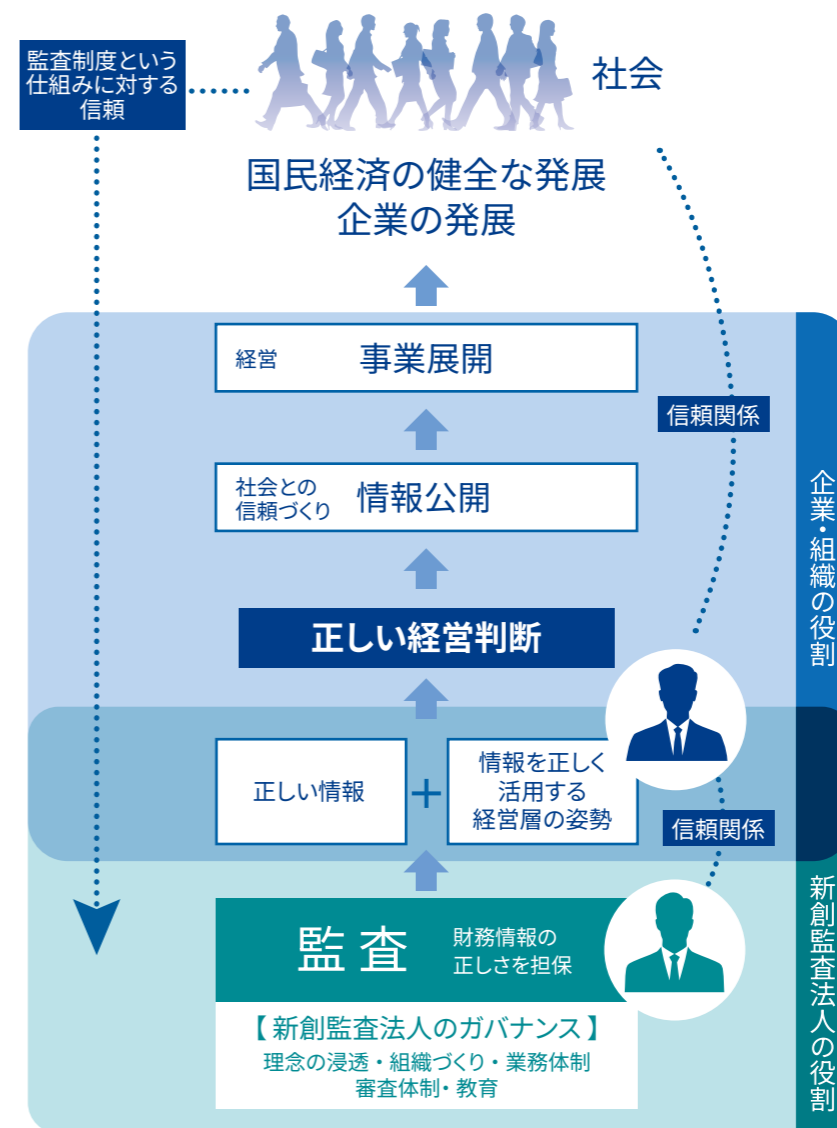 監査制度という
仕組みに対する
信頼
社会
国民経済の健全な発展
企業の発展
経営 事業展開
信頼関係
社会との
信頼づくり
情報公開
企業・組織の役割
正しい経営判断
正しい情報
+
情報を正しく
活用する
経営層の姿勢
信頼関係
監査
財務情報の
正しさを担保
新創監査法人の役割
【新創監査法人のガバナンス】
理念の浸透・組織づくり・業務体制
審査体制・教育